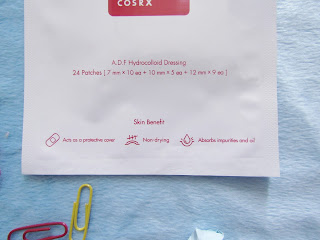 COSRX
A.D.F Hydrocolloid Dressing
24 Patches [ 7 mm × 10 ea + 10 mm × 5 ea + 12 mm × 9 ea ]
Skin Benefit
Acts as a protective cover Non-drying Absorbs impurities and oil